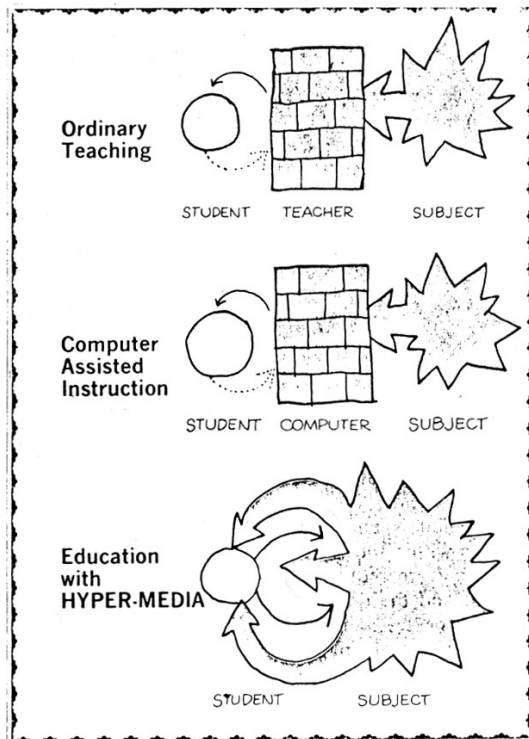 Ordinary
Teaching
STUDENT TEACHER SUBJECT
Computer
Assisted
Instruction
STUDENT COMPUTER SUBJECT
Education
with
HYPER-MEDIA
STUDENT SUBJECT